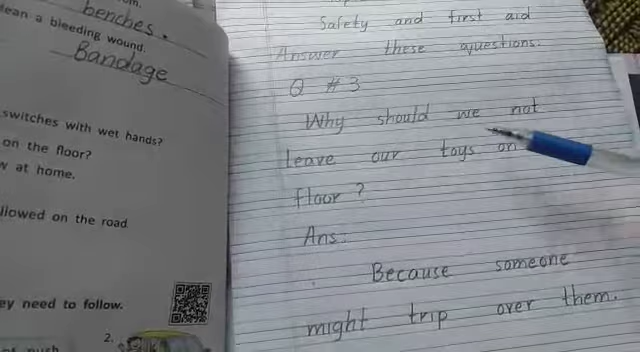 benches.
lean a bleeding wound.
Bandage
switches with wet hands?
on the floor?
w at home.
llowed on the road
ey need to follow.
2.
Safety and first aid
Answer these questions.
Q # 3
Why should we not
leave our toys on
floor?
Ans:
Because someone
might trip over them.